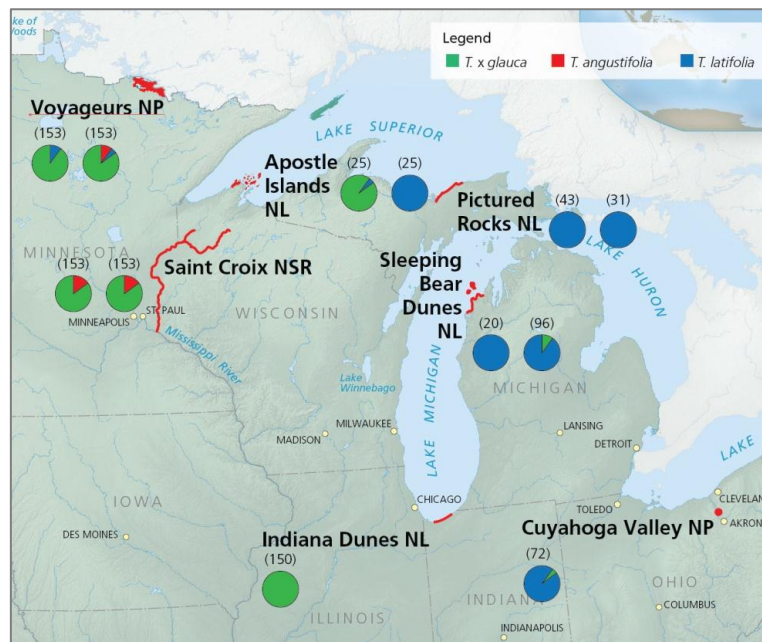 ake of
oods
Legend
T. x glauca
T. angustifolia
T. latifolia
Voyageurs NP
(153)
(153)
LAKE SUPERIOR
Apostle
Islands
NL
(25)
(25)
Pictured
Rocks NL
(43)
(31)
MINNESOTA
Saint Croix NSR
(153)
(153)
MINNEAPOLIS
ST. PAUL
Mississippi River
WISCONSIN
Sleeping
Bear
Dunes
NL
LAKE HURON
(20)
(96)
MICHIGAN
Lake
Winnebago
LAKE MICHIGAN
MADISON
MILWAUKEE
LANSING
DETROIT
LAKE
CHICAGO
TOLEDO
CLEVELAN
AKRON
IOWA
DES MOINES
Indiana Dunes NL
(150)
Cuyahoga Valley NP
(72)
ILLINOIS
INDIANA
INDIANAPOLIS
OHIO
COLUMBUS